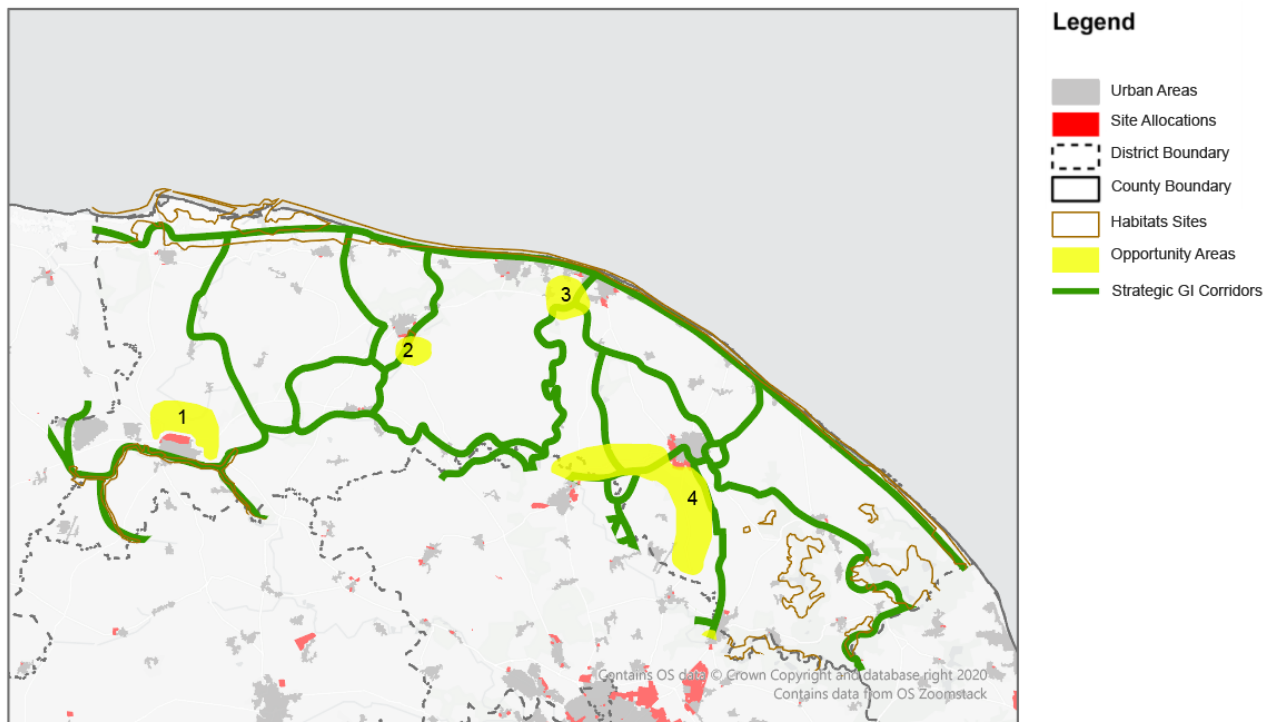 Legend
Urban Areas
Site Allocations
District Boundary
County Boundary
Habitats Sites
Opportunity Areas
Strategic GI Corridors
3
2
1
4
Contains OS data © Crown Copyright and database right 2020
Contains data from OS Zoomstack